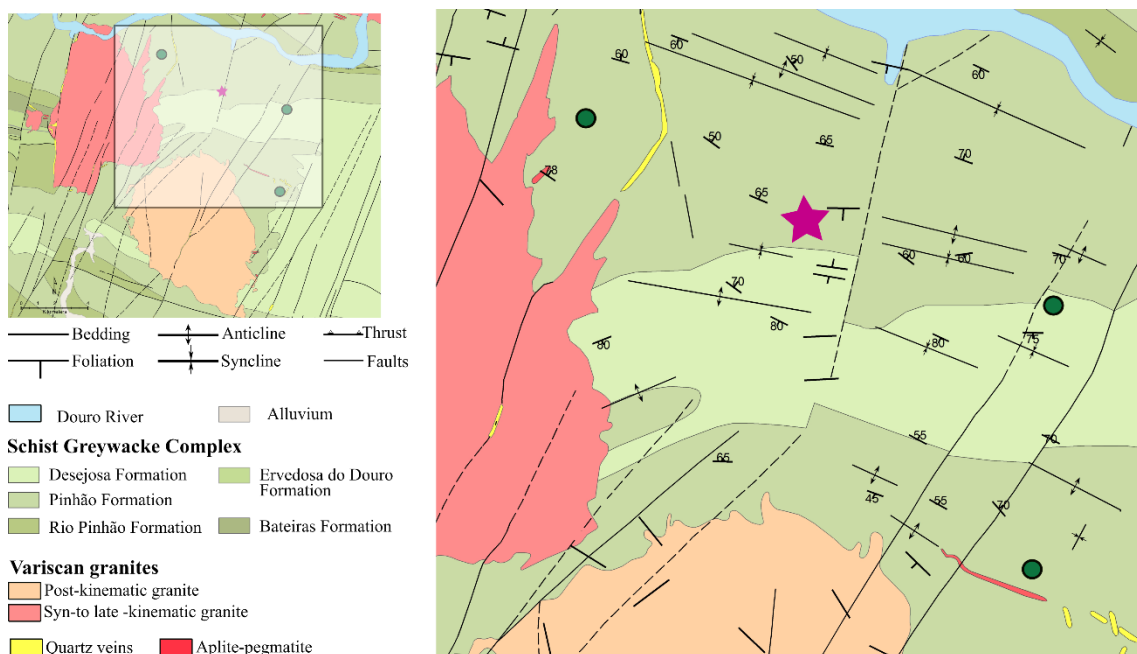 N
Bedding
Anticline
Thrust
Foliation
Syncline
Faults
Douro River
Alluvium
Schist Greywacke Complex
Desejosa Formation
Ervedosa do Douro
Formation
Pinhão Formation
Rio Pinhão Formation
Bateiras Formation
Variscan granites
Post-kinematic granite
Syn-to late -kinematic granite
Quartz veins
Aplite-pegmatite
60
60
50
60
50
65
70
78
65
60
60
70
70
80
80
80
75
55
70
65
45
55
70